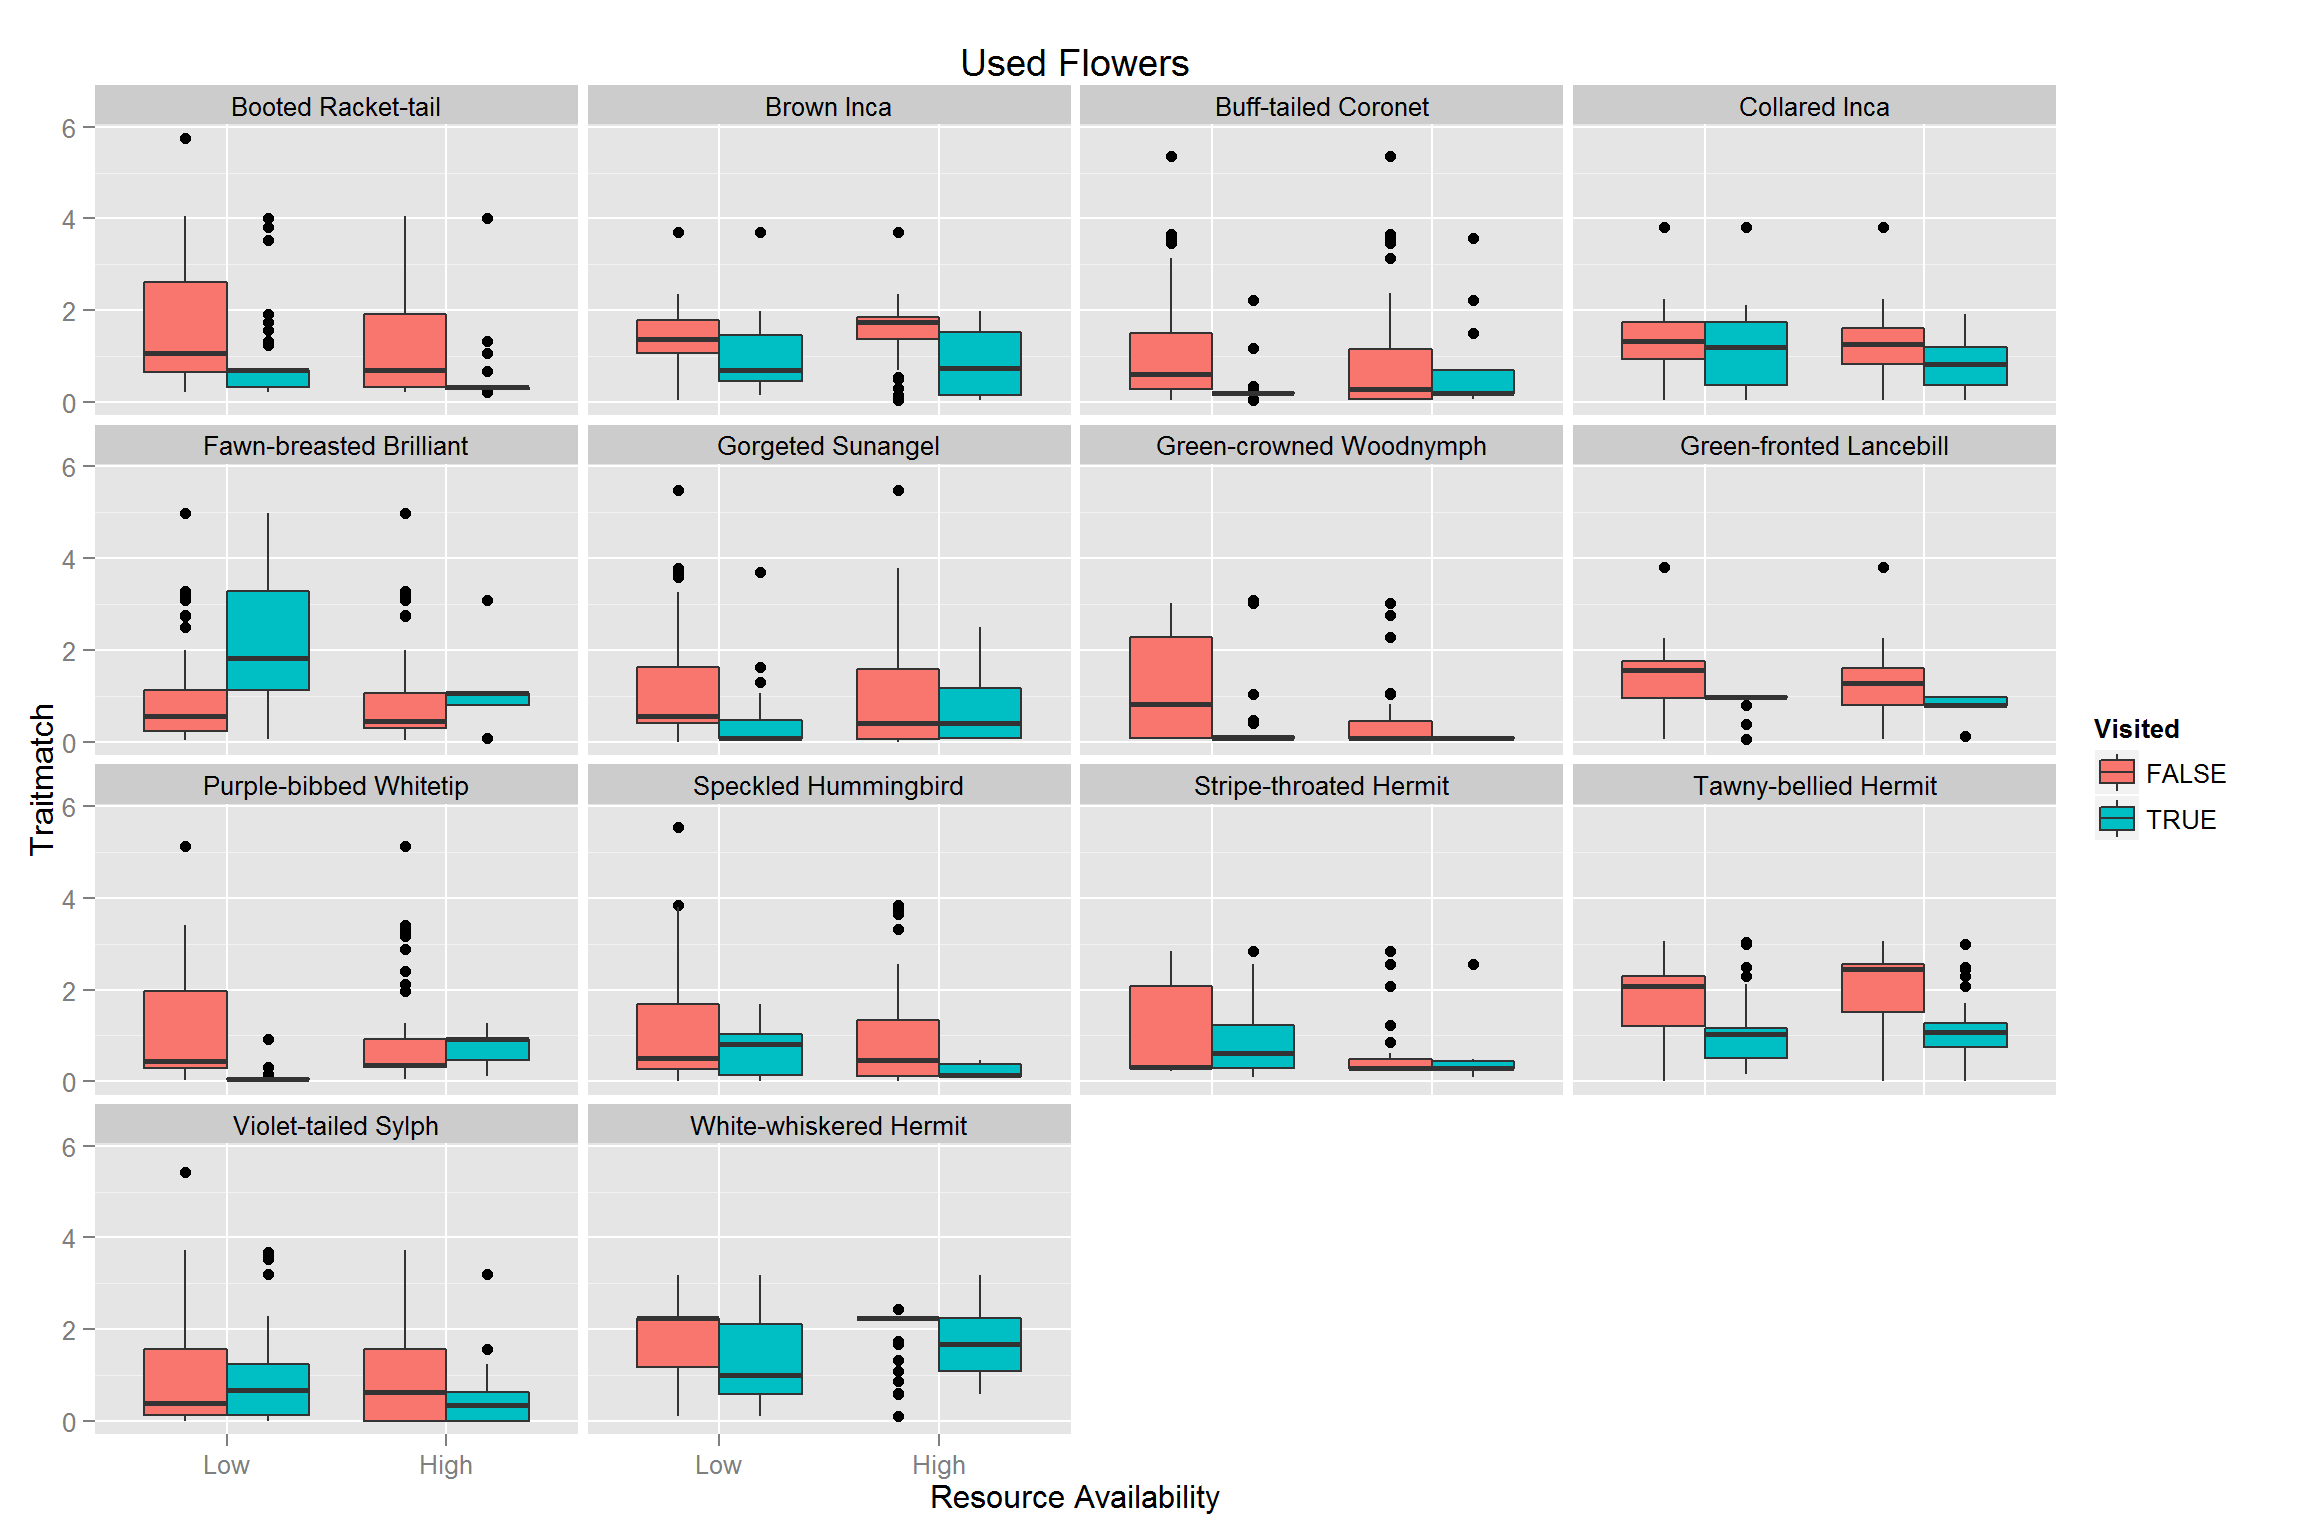 Used Flowers
Booted Racket-tail
Brown Inca
Buff-tailed Coronet
Collared Inca
6
4
2
0
Fawn-breasted Brilliant
Gorgeted Sunangel
Green-crowned Woodnymph
Green-fronted Lancebill
6
4
2
0
Purple-bibbed Whitetip
Speckled Hummingbird
Stripe-throated Hermit
Tawny-bellied Hermit
6
4
2
0
Violet-tailed Sylph
White-whiskered Hermit
6
4
2
0
Low
High
Low
High
Resource Availability
Traitmatch
Visited
FALSE
TRUE